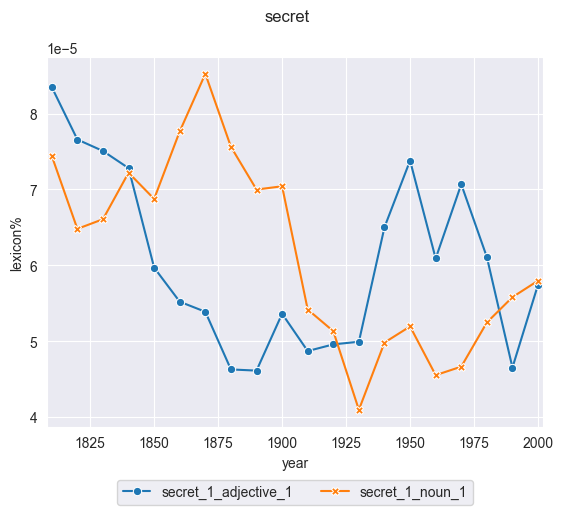 secret
1e−5
8
7
6
5
4
lexicon%
1825 1850 1875 1900 1925 1950 1975 2000
year
secret_1_adjective_1 secret_1_noun_1